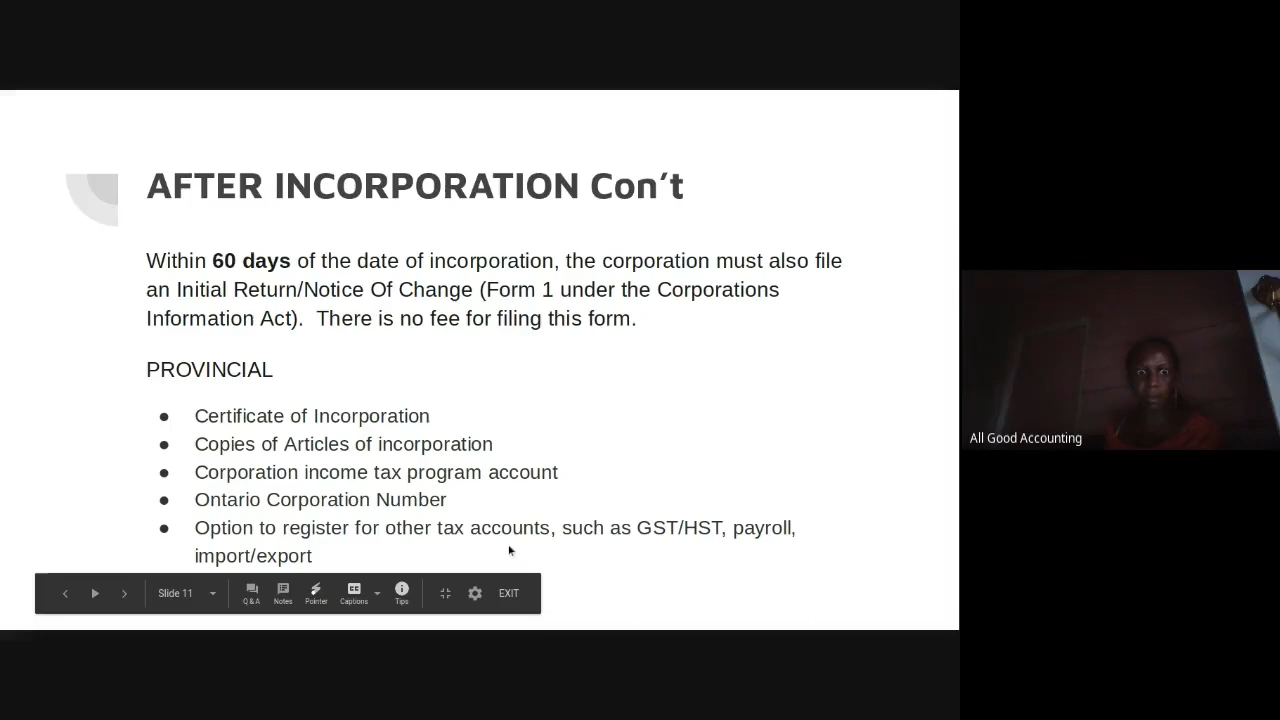 AFTER INCORPORATION Con´t
Within 60 days of the date of incorporation, the corporation must also file
an Initial Return/Notice Of Change (Form 1 under the Corporations
Information Act).  There is no fee for filing this form.
PROVINCIAL
● Certificate of Incorporation
● Copies of Articles of incorporation
● Corporation income tax program account
● Ontario Corporation Number
● Option to register for other tax accounts, such as GST/HST, payroll,
import/export
Slide 11
Q & A
Notes
Pointer
CC
Captions
Tips
EXIT
All Good Accounting